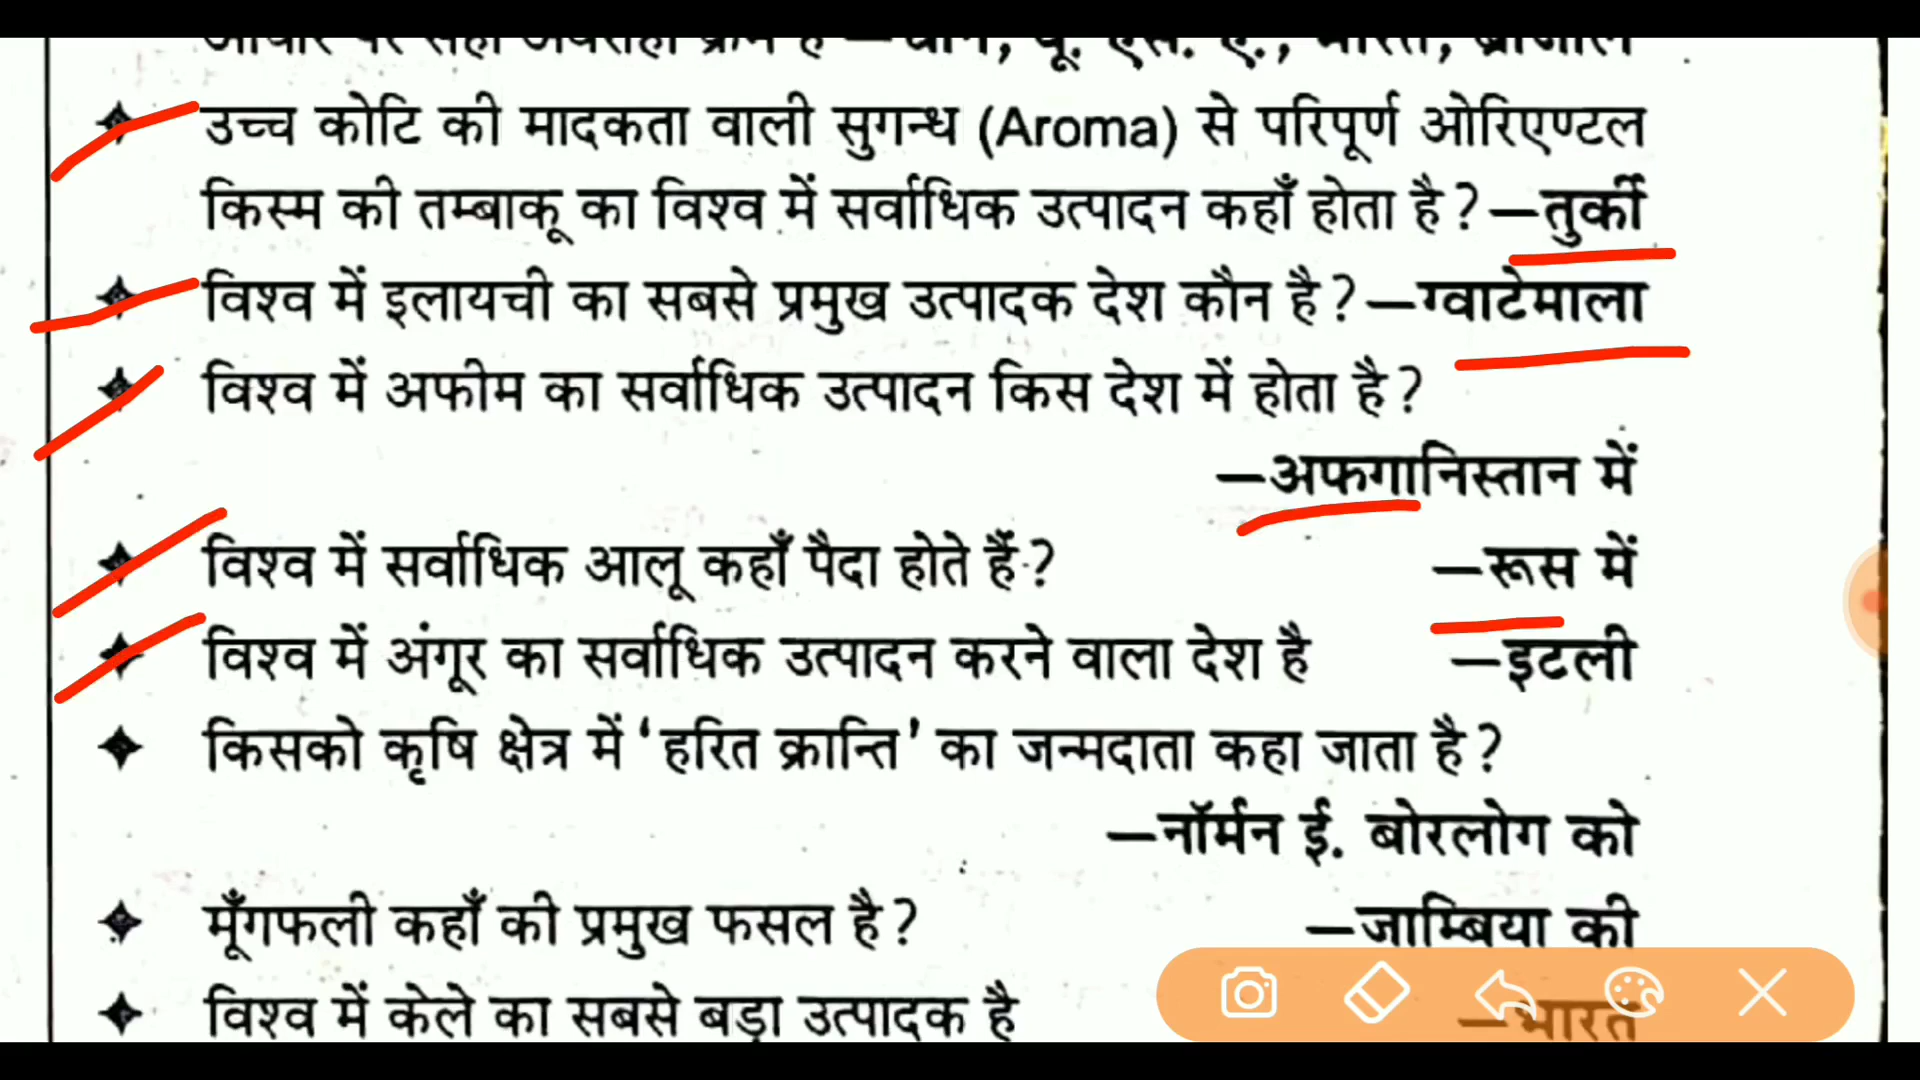 उच्च कोटि की मादकता वाली सुगन्ध (Aroma) से परिपूर्ण ओरिएण्टल
किस्म की तम्बाकू का विश्व में सर्वाधिक उत्पादन कहाँ होता है? —तुर्की
विश्व में इलायची का सबसे प्रमुख उत्पादक देश कौन है? —ग्वाटेमाला
विश्व में अफीम का सर्वाधिक उत्पादन किस देश में होता है?
—अफगानिस्तान में
विश्व में सर्वाधिक आलू कहाँ पैदा होते हैं? —रूस में
विश्व में अंगूर का सर्वाधिक उत्पादन करने वाला देश है —इटली
किसको कृषि क्षेत्र में ‘हरित क्रान्ति’ का जन्मदाता कहा जाता है?
—नॉर्मन ई. बोरलोग को
मूँगफली कहाँ की प्रमुख फसल है? —जाम्बिया की
विश्व में केले का सबसे बड़ा उत्पादक है —भारत